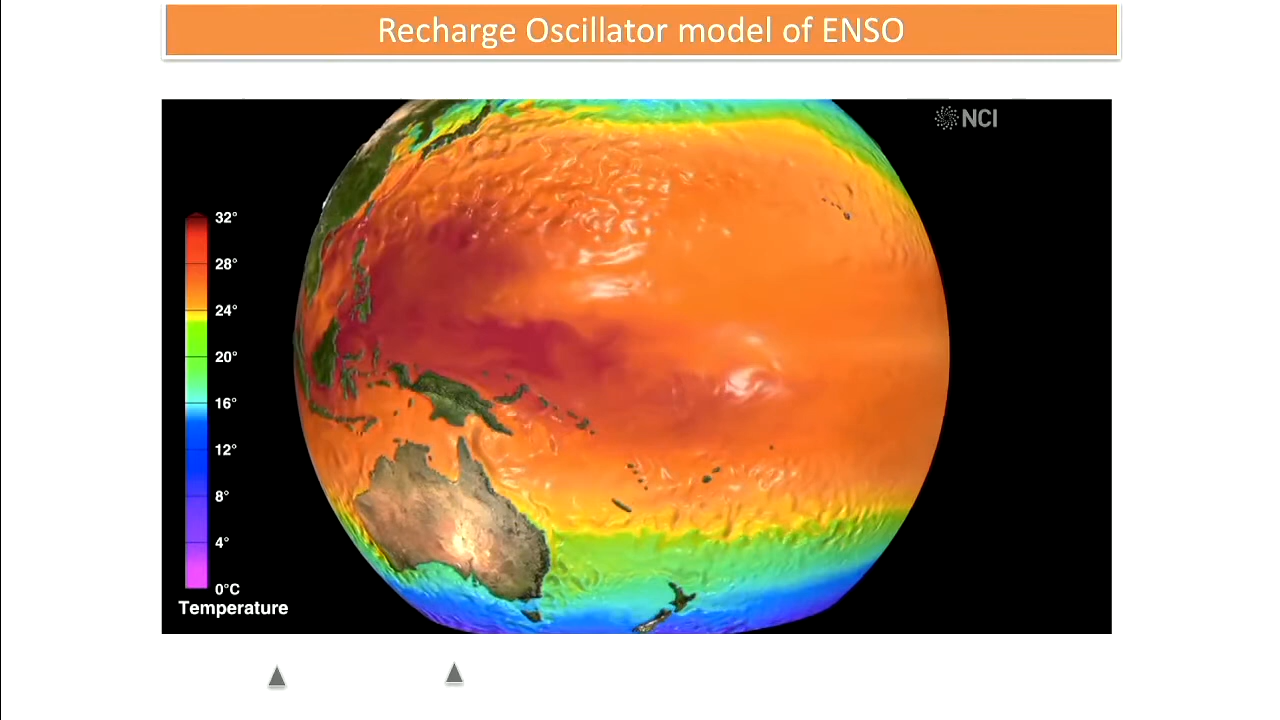 Recharge Oscillator model of ENSO
NCI
32°
28°
24°
20°
16°
12°
8°
4°
0°C
Temperature